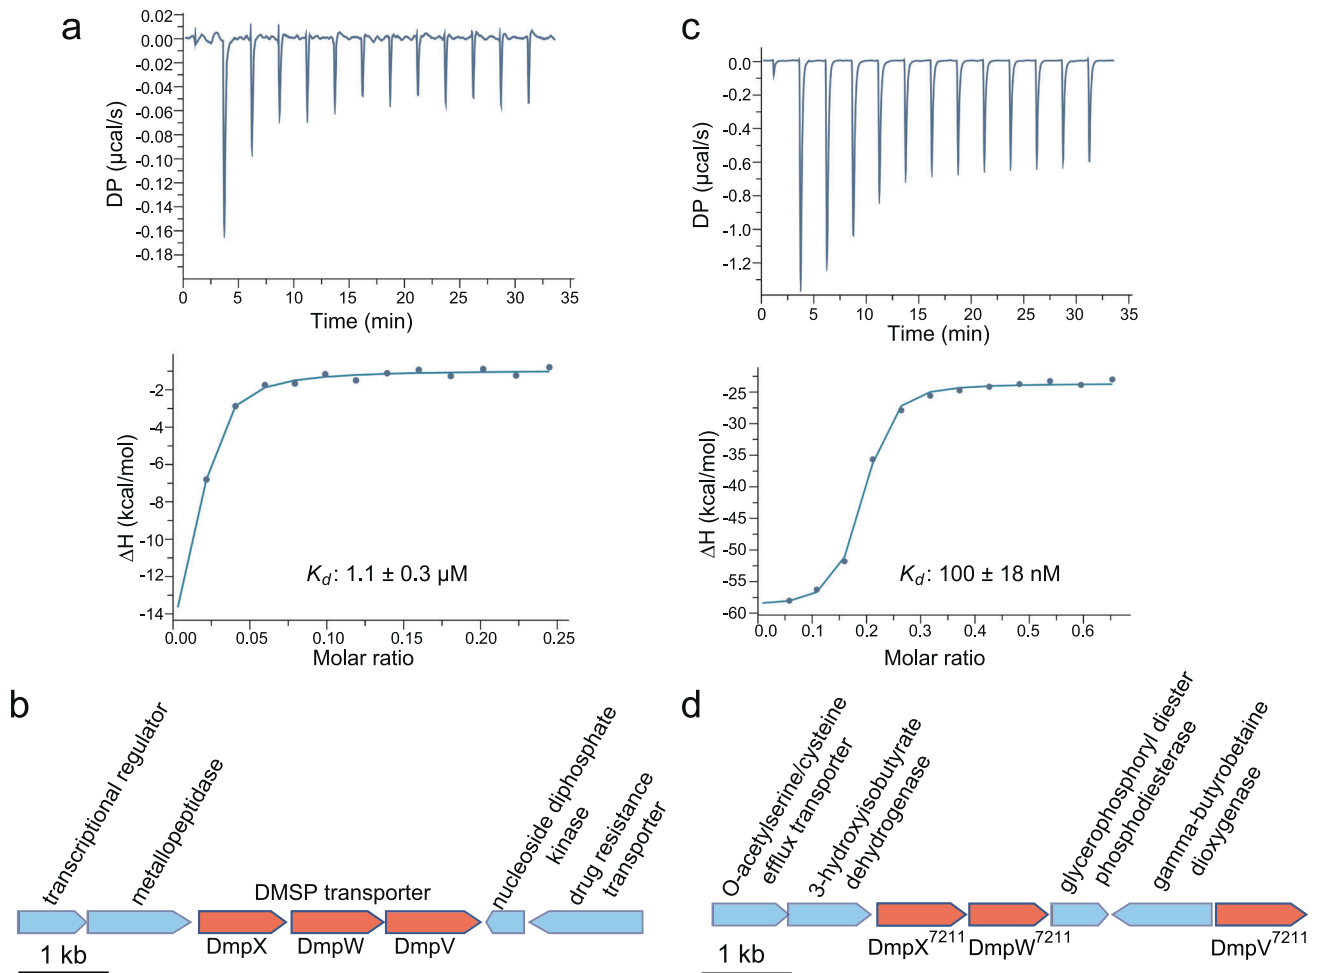 a
0.02
0.00
-0.02
-0.04
-0.06
-0.08
-0.10
-0.12
-0.14
-0.16
-0.18
DP (µcal/s)
0 5 10 15 20 25 30 35
Time (min)
-2
-4
-6
-8
-10
-12
-14
ΔH (kcal/mol)
Kd: 1.1 ± 0.3 µM
0.00 0.05 0.10 0.15 0.20 0.25
Molar ratio
c
0.0
-0.2
-0.4
-0.6
-0.8
-1.0
-1.2
DP (µcal/s)
0 5 10 15 20 25 30 35
Time (min)
-25
-30
-35
-40
-45
-50
-55
-60
ΔH (kcal/mol)
Kd: 100 ± 18 nM
0.0 0.1 0.2 0.3 0.4 0.5 0.6
Molar ratio
b
transcriptional regulator
metallopeptidase
DMSP transporter
nucleoside diphosphate
kinase
drug resistance
transporter
DmpX DmpW DmpV
1 kb
d
O-acetylserine/cysteine
efflux transporter
3-hydroxyisobutyrate
dehydrogenase
glycerophosphoryl diester
phosphodiesterase
gamma-butyrobetaine
dioxygenase
DmpX7211 DmpW7211 DmpV7211
1 kb